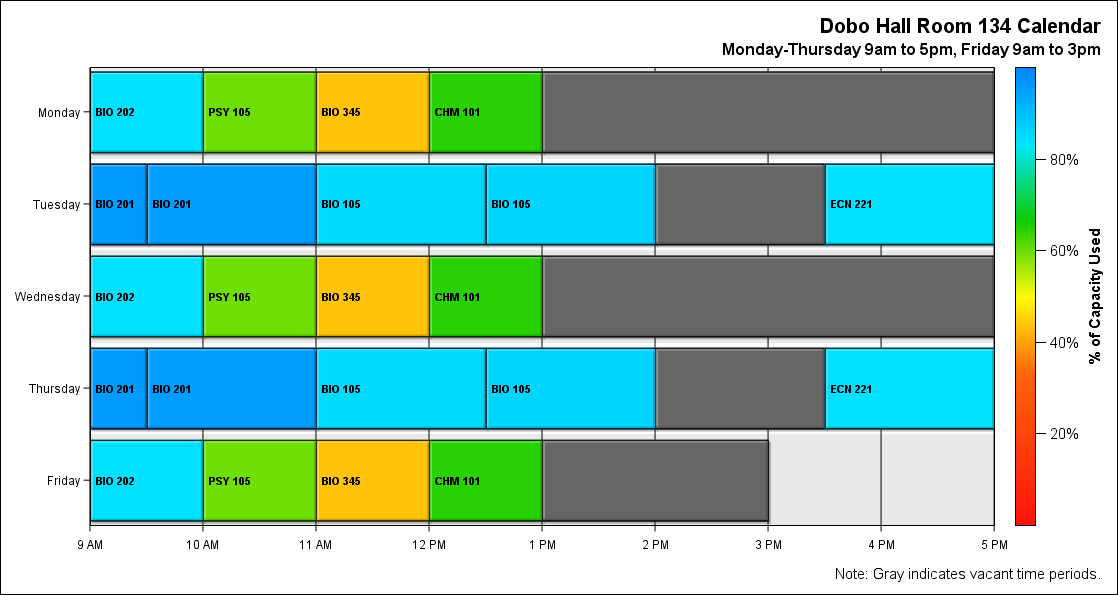 Dobo Hall Room 134 Calendar
Monday-Thursday 9am to 5pm, Friday 9am to 3pm
Monday
BIO 202
PSY 105
BIO 345
CHM 101
Tuesday
BIO 201
BIO 201
BIO 105
BIO 105
ECN 221
Wednesday
BIO 202
PSY 105
BIO 345
CHM 101
Thursday
BIO 201
BIO 201
BIO 105
BIO 105
ECN 221
Friday
BIO 202
PSY 105
BIO 345
CHM 101
9 AM
10 AM
11 AM
12 PM
1 PM
2 PM
3 PM
4 PM
5 PM
80%
60%
40%
20%
% of Capacity Used
Note: Gray indicates vacant time periods.